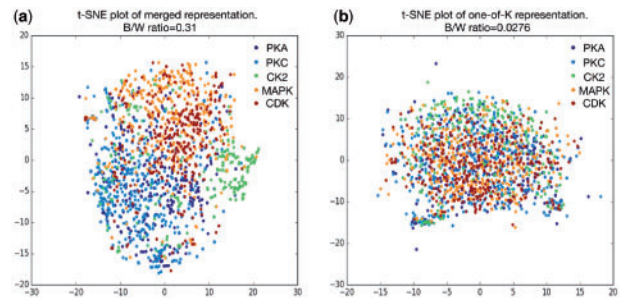 (a)
t-SNE plot of merged representation.
B/W ratio=0.31
20
15
10
5
0
−5
−10
−15
−20
−30
−20
−10
0
10
20
30
PKA
PKC
CK2
MAPK
CDK
(b)
t-SNE plot of one-of-K representation.
B/W ratio=0.0276
30
20
10
0
−10
−20
−30
−20
−15
−10
−5
0
5
10
15
20
PKA
PKC
CK2
MAPK
CDK